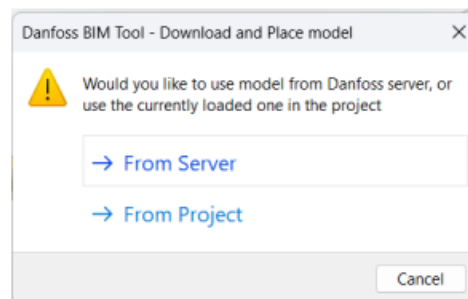 Danfoss BIM Tool - Download and Place model
Would you like to use model from Danfoss server, or
use the currently loaded one in the project
→ From Server
→ From Project
Cancel